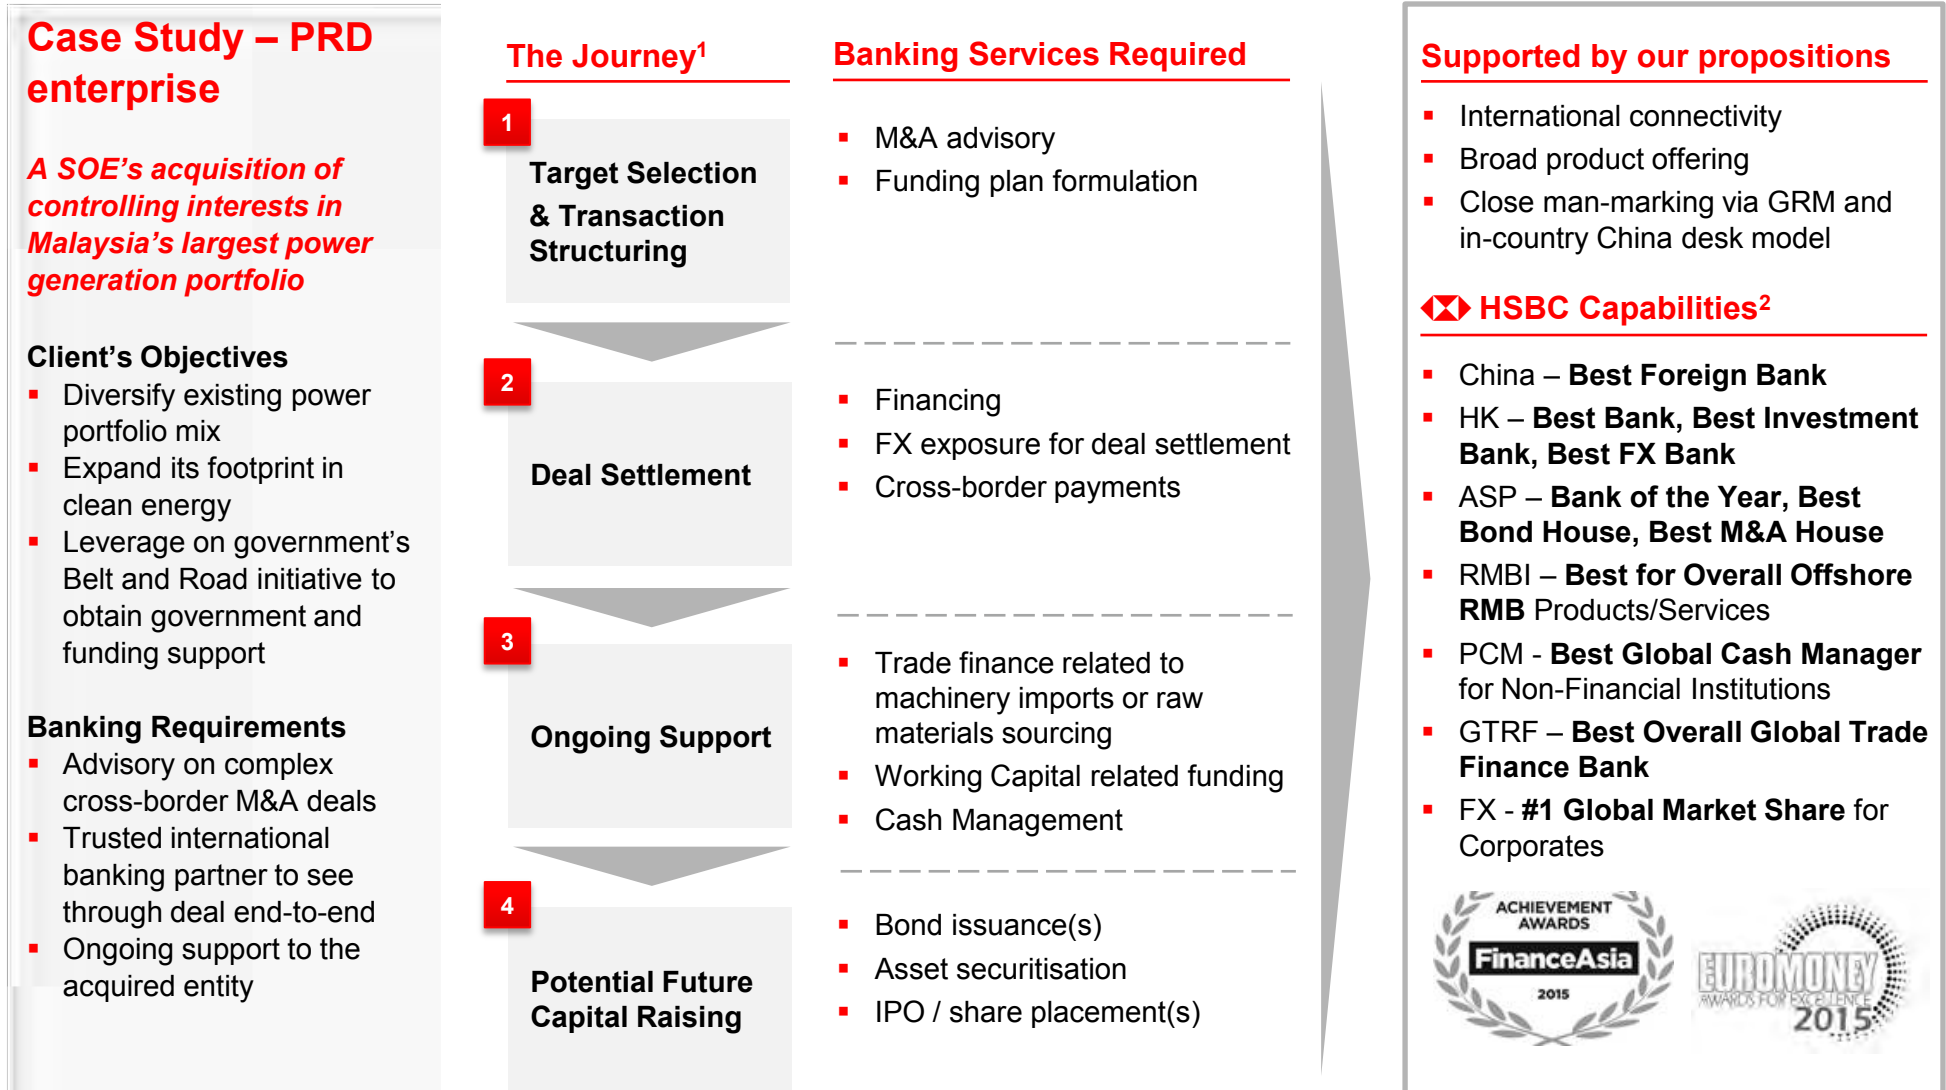 Case Study – PRD
enterprise
A SOE’s acquisition of
controlling interests in
Malaysia’s largest power
generation portfolio
Client’s Objectives
▪ Diversify existing power
portfolio mix
▪ Expand its footprint in
clean energy
▪ Leverage on government’s
Belt and Road initiative to
obtain government and
funding support
Banking Requirements
▪ Advisory on complex
cross-border M&A deals
▪ Trusted international
banking partner to see
through deal end-to-end
▪ Ongoing support to the
acquired entity
The Journey¹
1
Target Selection
& Transaction
Structuring
2
Deal Settlement
3
Ongoing Support
4
Potential Future
Capital Raising
Banking Services Required
▪ M&A advisory
▪ Funding plan formulation
▪ Financing
▪ FX exposure for deal settlement
▪ Cross-border payments
▪ Trade finance related to
machinery imports or raw
materials sourcing
▪ Working Capital related funding
▪ Cash Management
▪ Bond issuance(s)
▪ Asset securitisation
▪ IPO / share placement(s)
Supported by our propositions
▪ International connectivity
▪ Broad product offering
▪ Close man-marking via GRM and
in-country China desk model
HSBC Capabilities²
▪ China – Best Foreign Bank
▪ HK – Best Bank, Best Investment
Bank, Best FX Bank
▪ ASP – Bank of the Year, Best
Bond House, Best M&A House
▪ RMBI – Best for Overall Offshore
RMB Products/Services
▪ PCM - Best Global Cash Manager
for Non-Financial Institutions
▪ GTRF – Best Overall Global Trade
Finance Bank
▪ FX - #1 Global Market Share for
Corporates
ACHIEVEMENT
AWARDS
FinanceAsia
2015
EUROMONEY
AWARDS FOR EXCELLENCE
2015